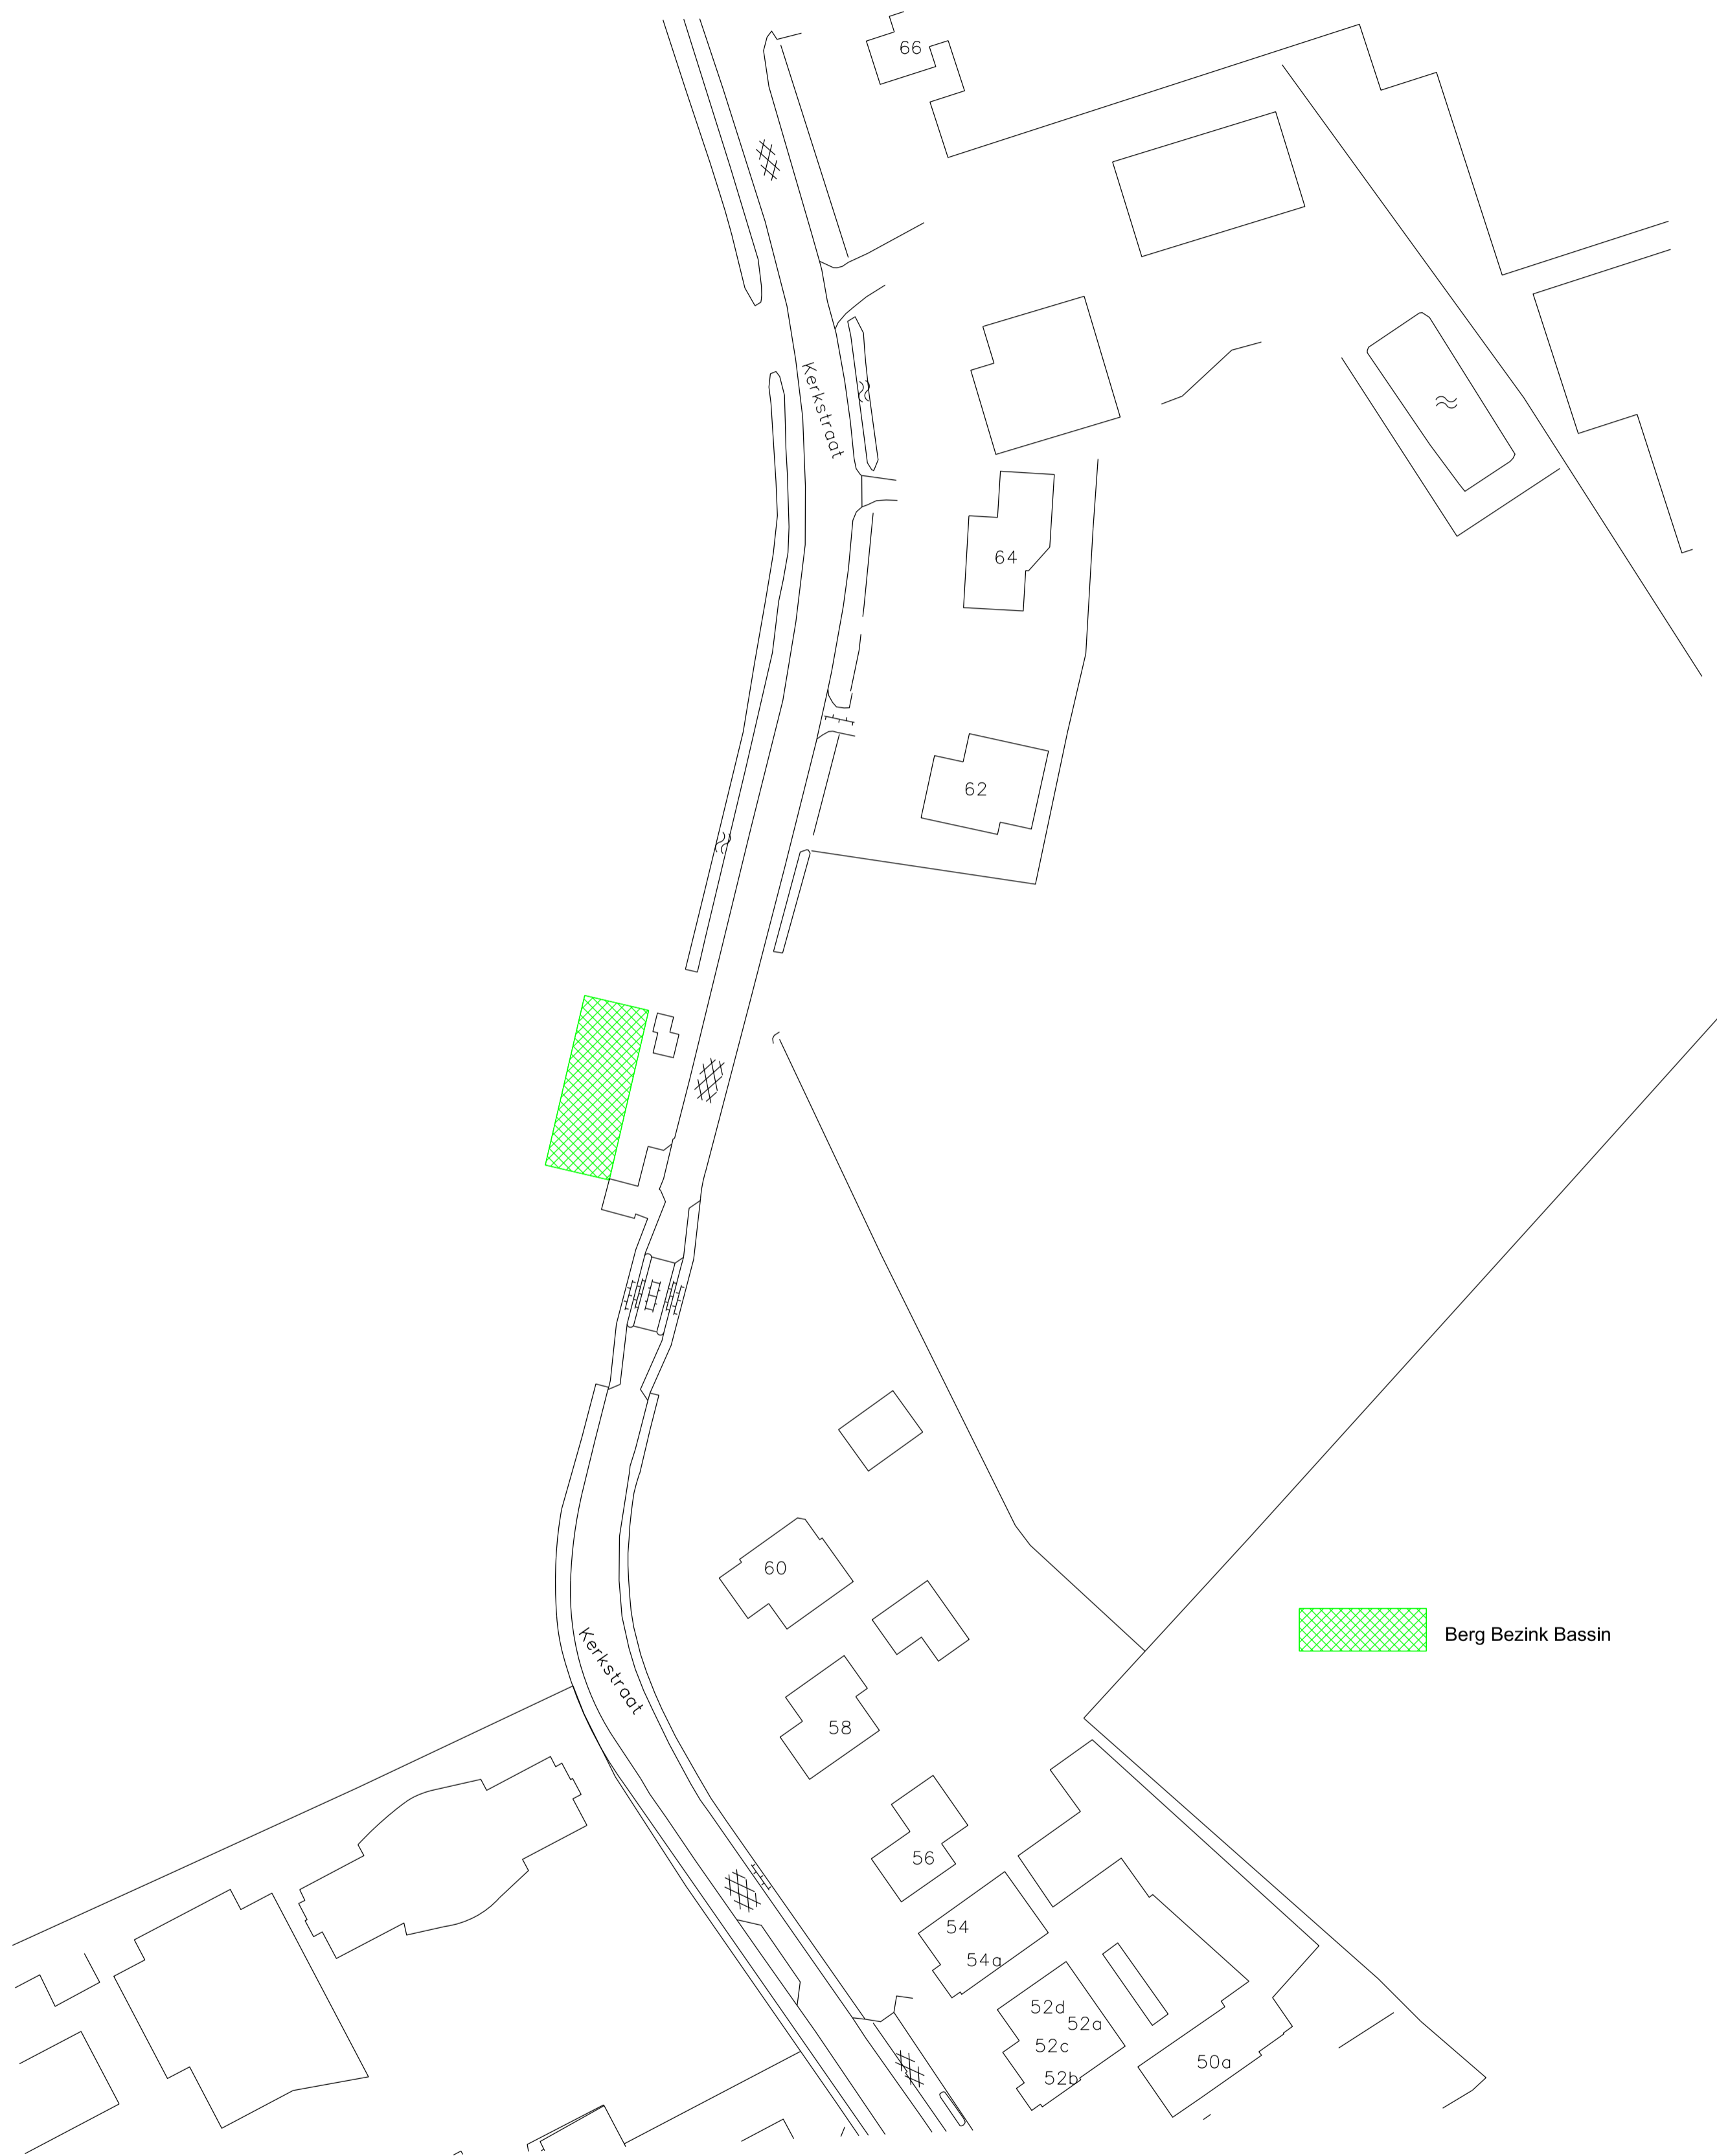 66
Kerkstraat
64
62
60
Berg Bezink Bassin
Kerkstraat
58
56
54
54a
52d
52a
52c
50a
52b